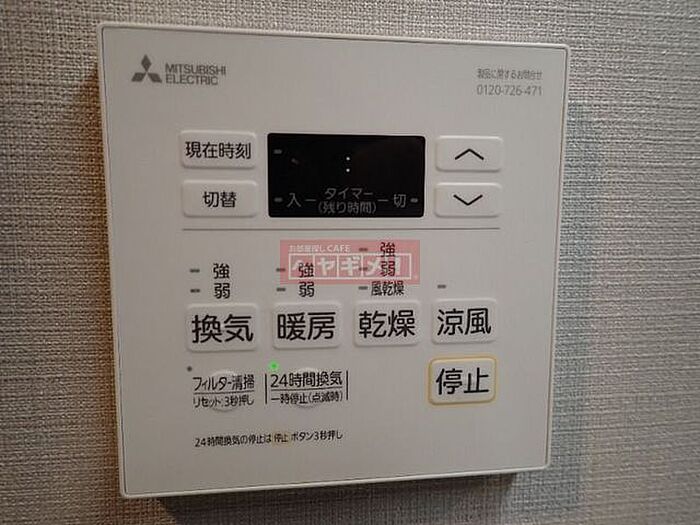 MITSUBISHI
ELECTRIC
製品に関するお問合せ
0120-726-471
現在時刻
切替
入 タイマー 切
(残り時間)
お部屋探しCAFE
ヤギメ!
強
弱
強
弱
強
弱
風乾燥
換気
暖房
乾燥
涼風
フィルター清掃
リセット:3秒押し
24時間換気
一時停止(点滅時)
停止
24時間換気の停止は 停止 ボタン3秒押し